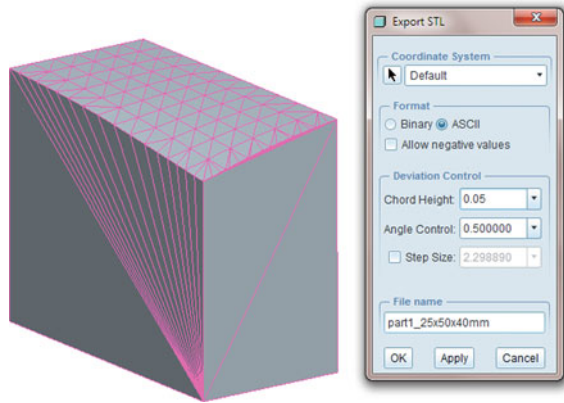 Export STL
Coordinate System
Default
Format
Binary ASCII
Allow negative values
Deviation Control
Chord Height: 0.05
Angle Control: 0.500000
Step Size: 2.298890
File name
part1_25x50x40mm
OK Apply Cancel